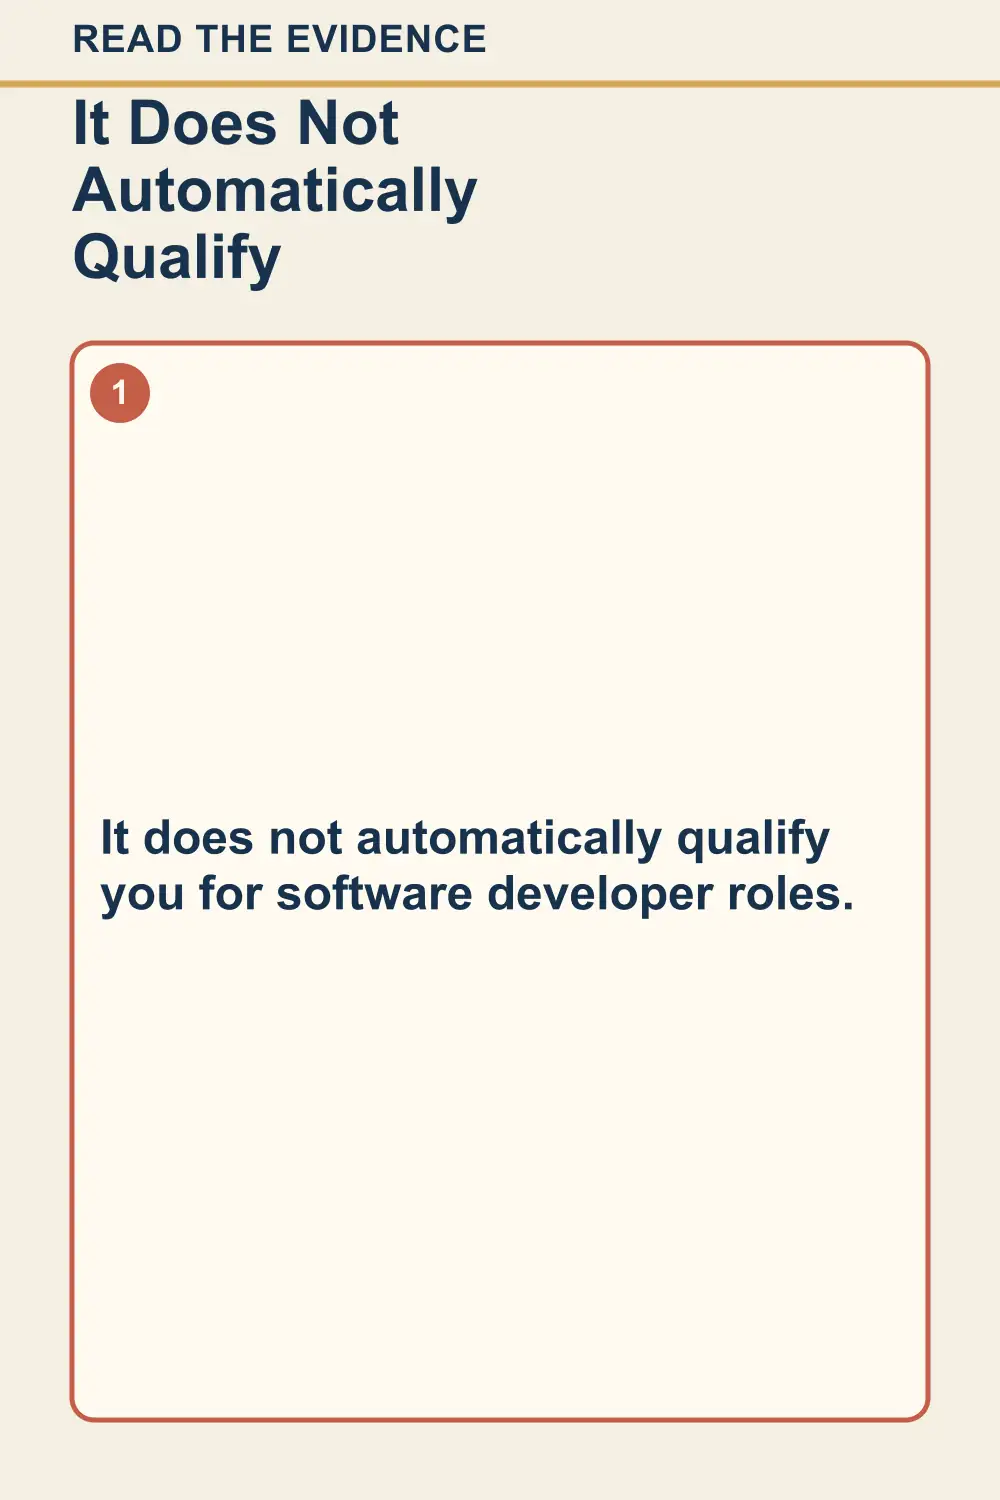 READ THE EVIDENCE
It Does Not
Automatically
Qualify
1
It does not automatically qualify
you for software developer roles.